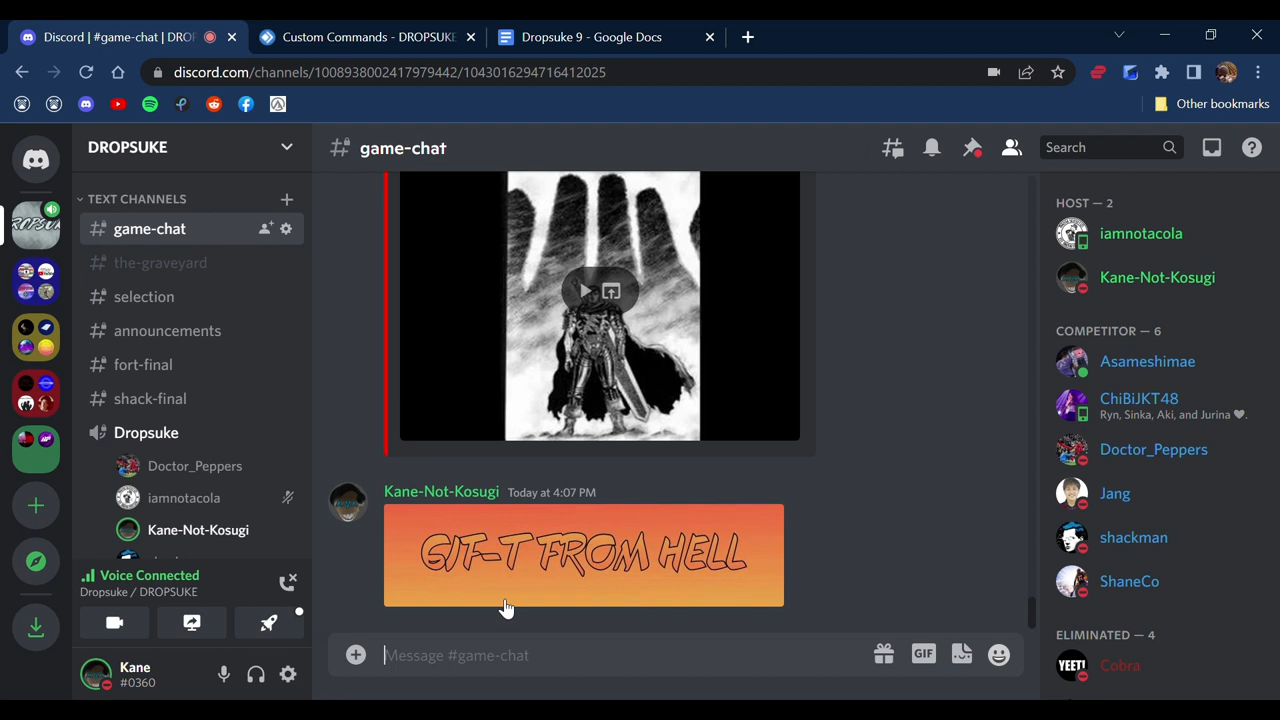 Discord | #game-chat | DROP
Custom Commands - DROPSUKE
Dropsuke 9 - Google Docs
discord.com/channels/1008938002417979442/1043016294716412025
Other bookmarks
DROPSUKE
game-chat
Search
TEXT CHANNELS
game-chat
the-graveyard
selection
announcements
fort-final
shack-final
Dropsuke
Doctor_Peppers
iamnotacola
Kane-Not-Kosugi
Voice Connected
Dropsuke / DROPSUKE
Kane
#0360
Kane-Not-Kosugi Today at 4:07 PM
GIF-T FROM HELL
Message #game-chat
GIF
HOST — 2
iamnotacola
Kane-Not-Kosugi
COMPETITOR — 6
Asameshimae
ChiBiJKT48
Ryn, Sinka, Aki, and Jurina 🤍.
Doctor_Peppers
Jang
shackman
ShaneCo
ELIMINATED — 4
YEET!
Cobra